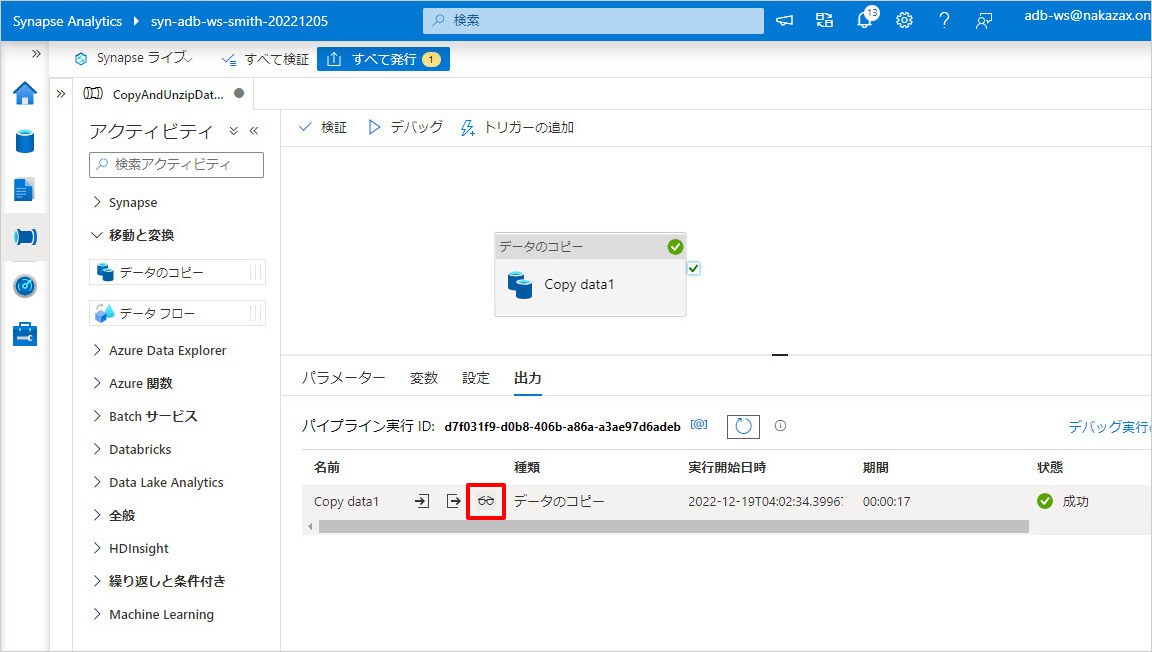 Synapse Analytics
syn-adb-ws-smith-20221205
検索
13
adb-ws@nakazax.on
Synapse ライブ
すべて検証
すべて発行 1
CopyAndUnzipDat...
アクティビティ
検索アクティビティ
Synapse
移動と変換
データのコピー
データ フロー
Azure Data Explorer
Azure 関数
Batch サービス
Databricks
Data Lake Analytics
全般
HDInsight
繰り返しと条件付き
Machine Learning
検証
デバッグ
トリガーの追加
データのコピー
Copy data1
パラメーター 変数 設定 出力
パイプライン実行 ID: d7f031f9-d0b8-406b-a86a-a3ae97d6adeb
デバッグ実行
名前 種類 実行開始日時 期間 状態
Copy data1 データのコピー 2022-12-19T04:02:34.3996 00:00:17 成功